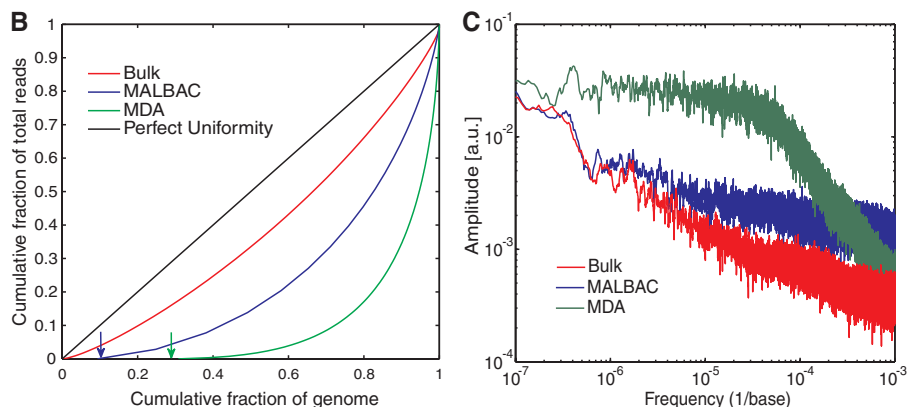 B
Cumulative fraction of total reads
1
0.9
0.8
0.7
0.6
0.5
0.4
0.3
0.2
0.1
0
Bulk
MALBAC
MDA
Perfect Uniformity
0 0.2 0.4 0.6 0.8 1
Cumulative fraction of genome
C
Amplitude [a.u.]
10-1
10-2
10-3
10-4
Bulk
MALBAC
MDA
10-7 10-6 10-5 10-4 10-3
Frequency (1/base)